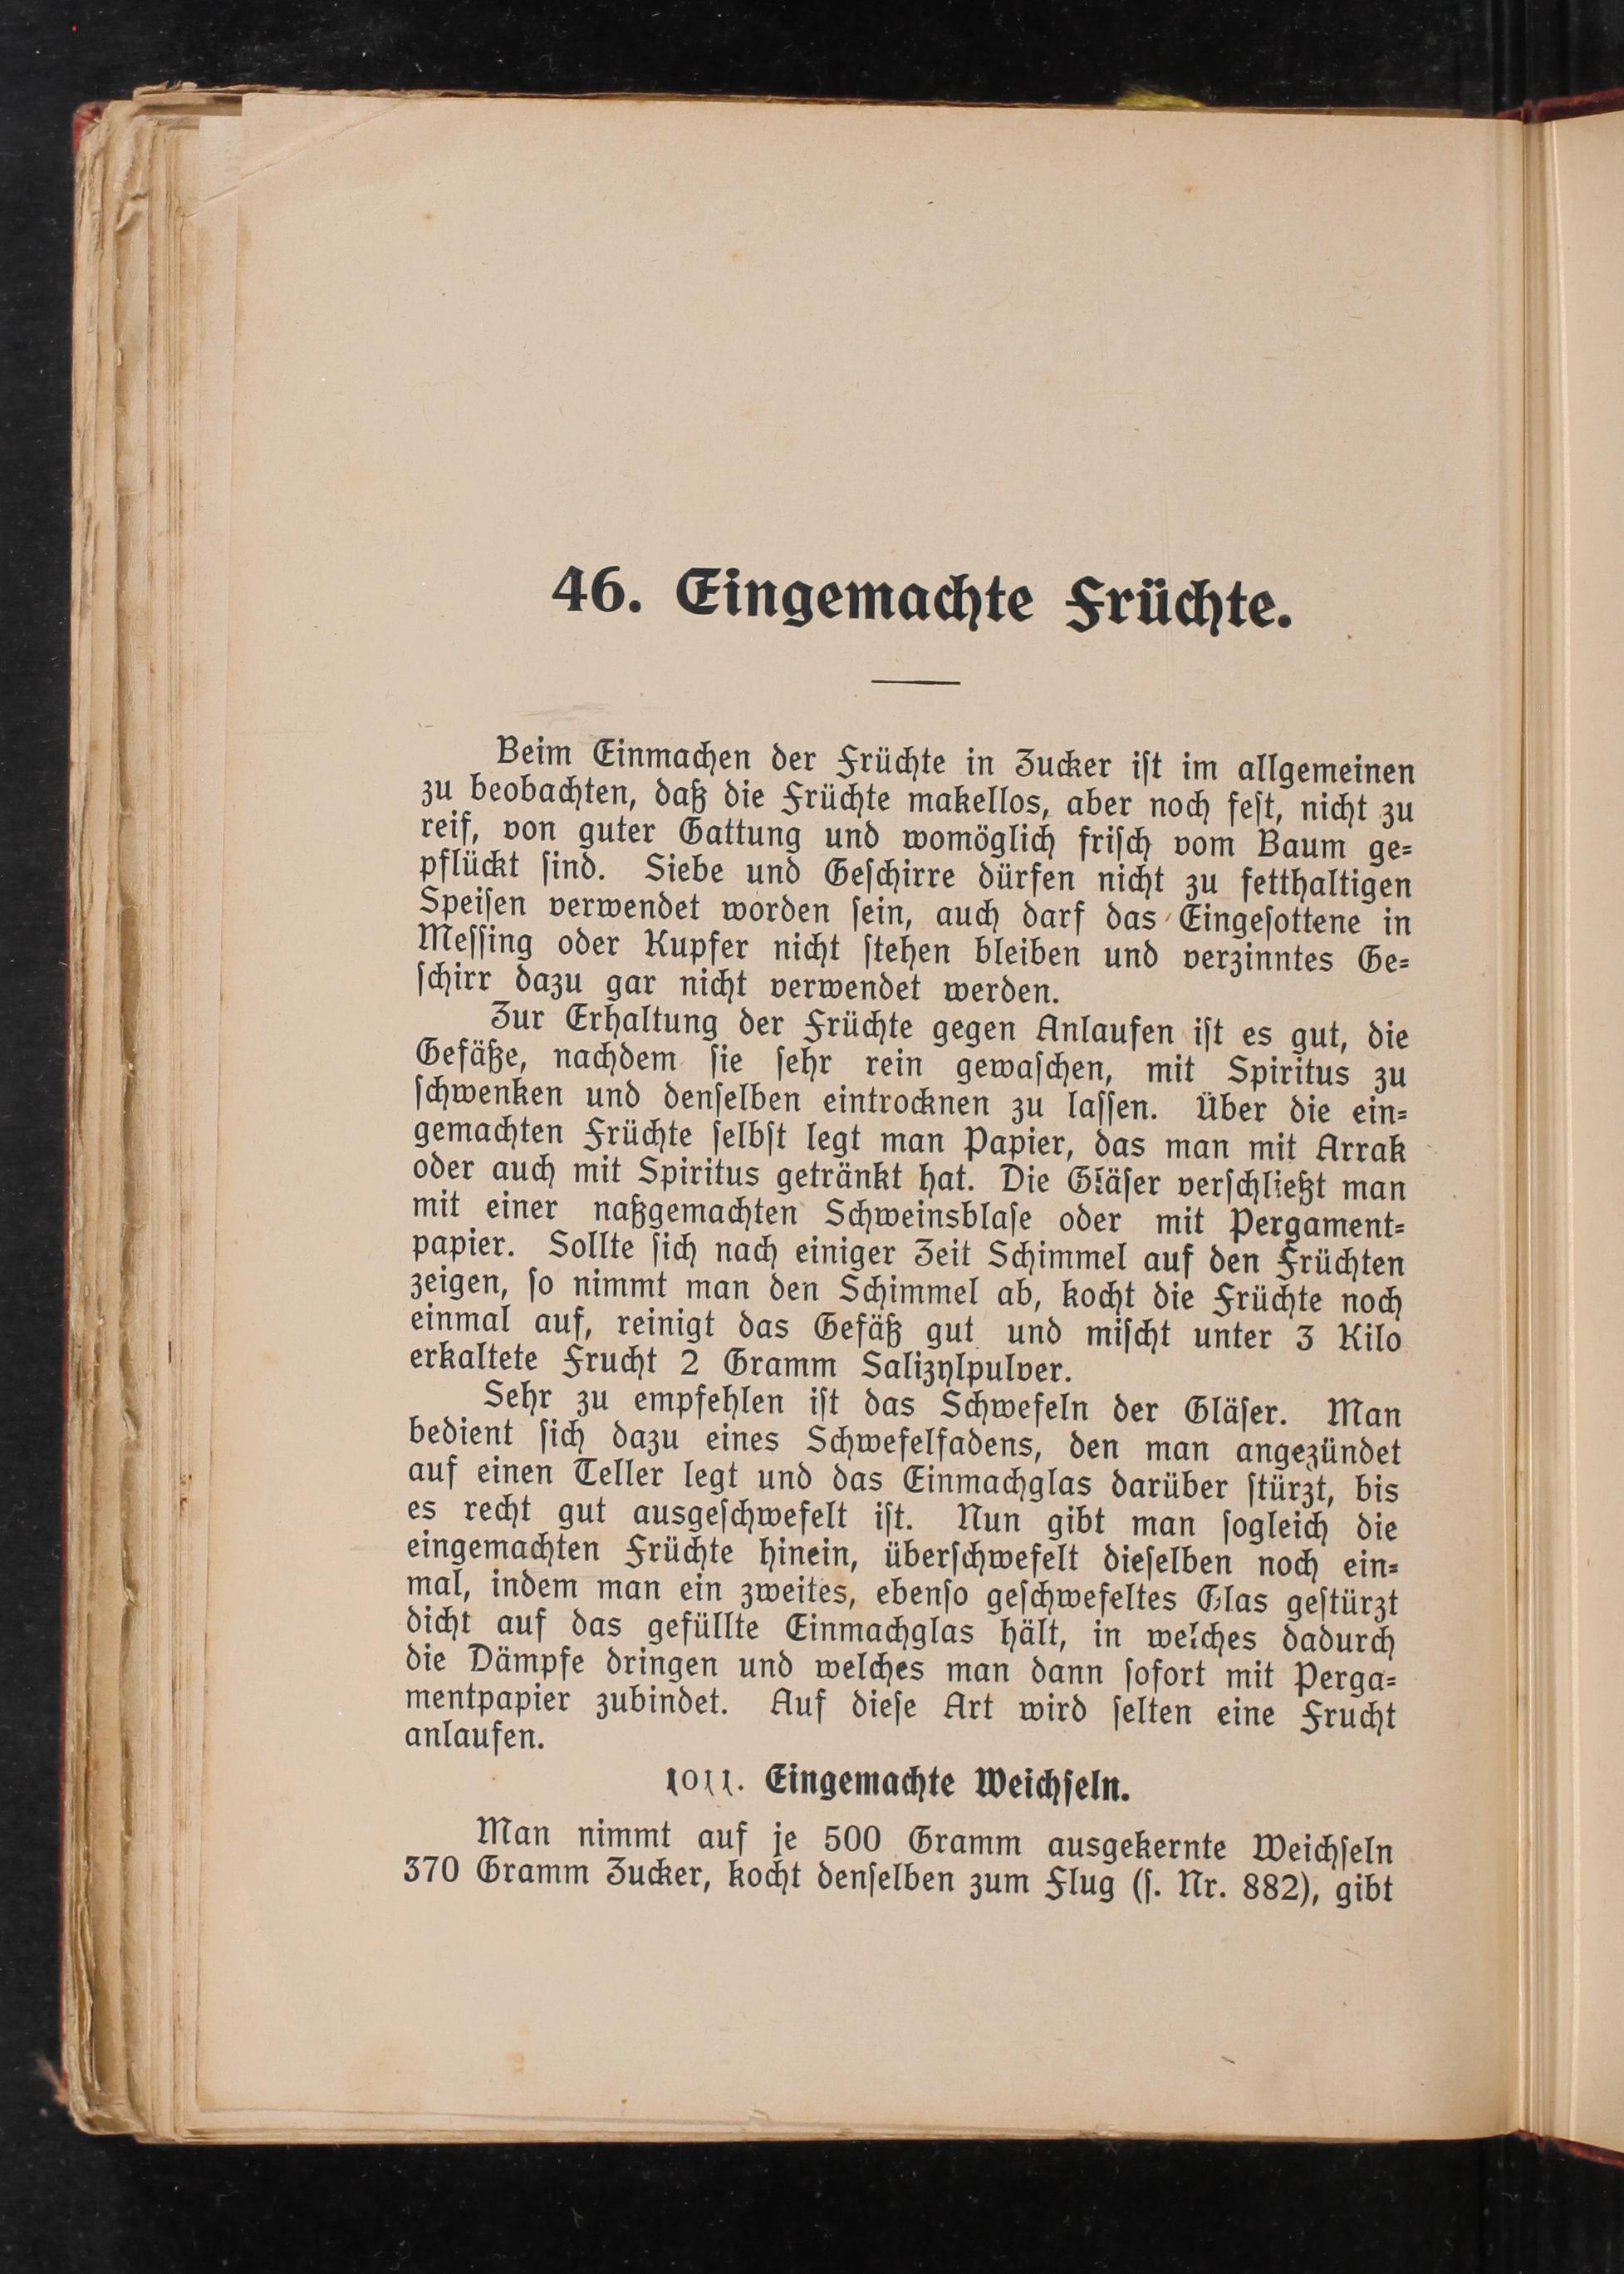 46. Eingemachte Früchte.
Beim Einmachen der Früchte in Zucker iſt im allgemeinen
zu beobachten, daß die Früchte makellos, aber noch feſt, nicht zu
reif, von guter Gattung und womöglich friſch vom Baum ge⸗
pflückt ſind. Siebe und Geſchirre dürfen nicht zu fetthaltigen
Speiſen verwendet worden ſein, auch darf das Eingeſottene in
Meſſing oder Kupfer nicht ſtehen bleiben und verzinntes Ge⸗
ſchirr dazu gar nicht verwendet werden.
Zur Erhaltung der Früchte gegen Anlaufen iſt es gut, die
Gefäße, nachdem ſie ſehr rein gewaſchen, mit Spiritus zu
ſchwenken und denſelben eintrocknen zu laſſen. Über die ein⸗
gemachten Früchte ſelbſt legt man Papier, das man mit Arrak
oder auch mit Spiritus getränkt hat. Die Gläſer verſchließt man
mit einer naßgemachten Schweinsblaſe oder mit Pergament⸗
papier. Sollte ſich nach einiger Zeit Schimmel auf den Früchten
zeigen, ſo nimmt man den Schimmel ab, kocht die Früchte noch
einmal auf, reinigt das Gefäß gut und miſcht unter 3 Kilo
erkaltete Frucht 2 Gramm Salizylpulver.
Sehr zu empfehlen iſt das Schwefeln der Gläſer. Man
bedient ſich dazu eines Schwefelfadens, den man angezündet
auf einen Teller legt und das Einmachglas darüber ſtürzt, bis
es recht gut ausgeſchwefelt iſt. Nun gibt man ſogleich die
eingemachten Früchte hinein, überſchwefelt dieſelben noch ein⸗
mal, indem man ein zweites, ebenſo geſchwefeltes Glas geſtürzt
dicht auf das gefüllte Einmachglas hält, in welches dadurch
die Dämpfe dringen und welches man dann ſofort mit Perga⸗
mentpapier zubindet. Auf dieſe Art wird ſelten eine Frucht
anlaufen.
1011. Eingemachte Weichſeln.
Man nimmt auf je 500 Gramm ausgekernte Weichſeln
370 Gramm Zucker, kocht denſelben zum Flug (ſ. Nr. 882), gibt